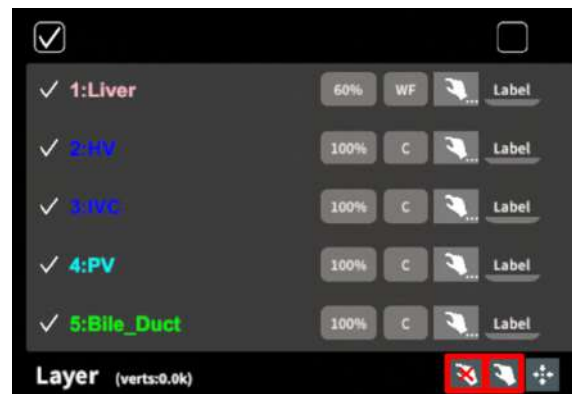 1:Liver 60% WF Label
2:HV 100% C Label
3:IVC 100% C Label
4:PV 100% C Label
5:Bile_Duct 100% C Label
Layer (verts:0.0k)